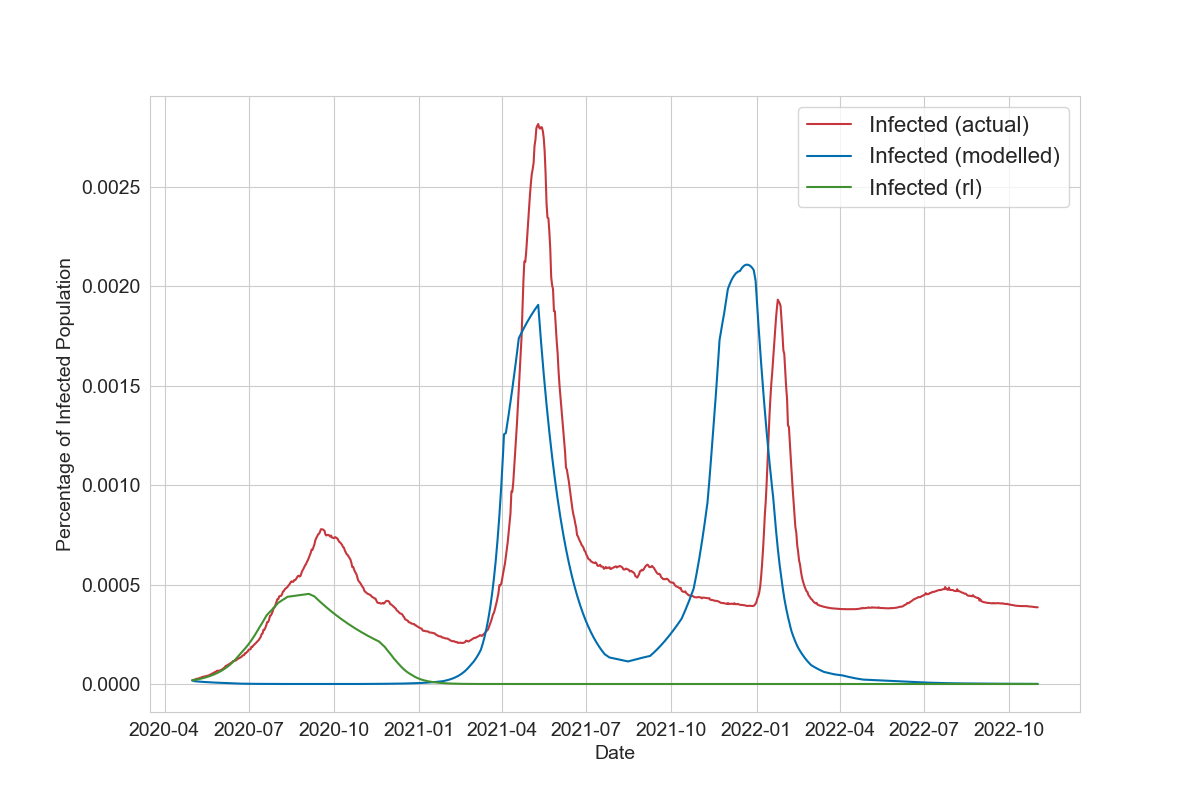 Infected (actual)
Infected (modelled)
Infected (rl)
Percentage of Infected Population
0.0025
0.0020
0.0015
0.0010
0.0005
0.0000
2020-04 2020-07 2020-10 2021-01 2021-04 2021-07 2021-10 2022-01 2022-04 2022-07 2022-10
Date